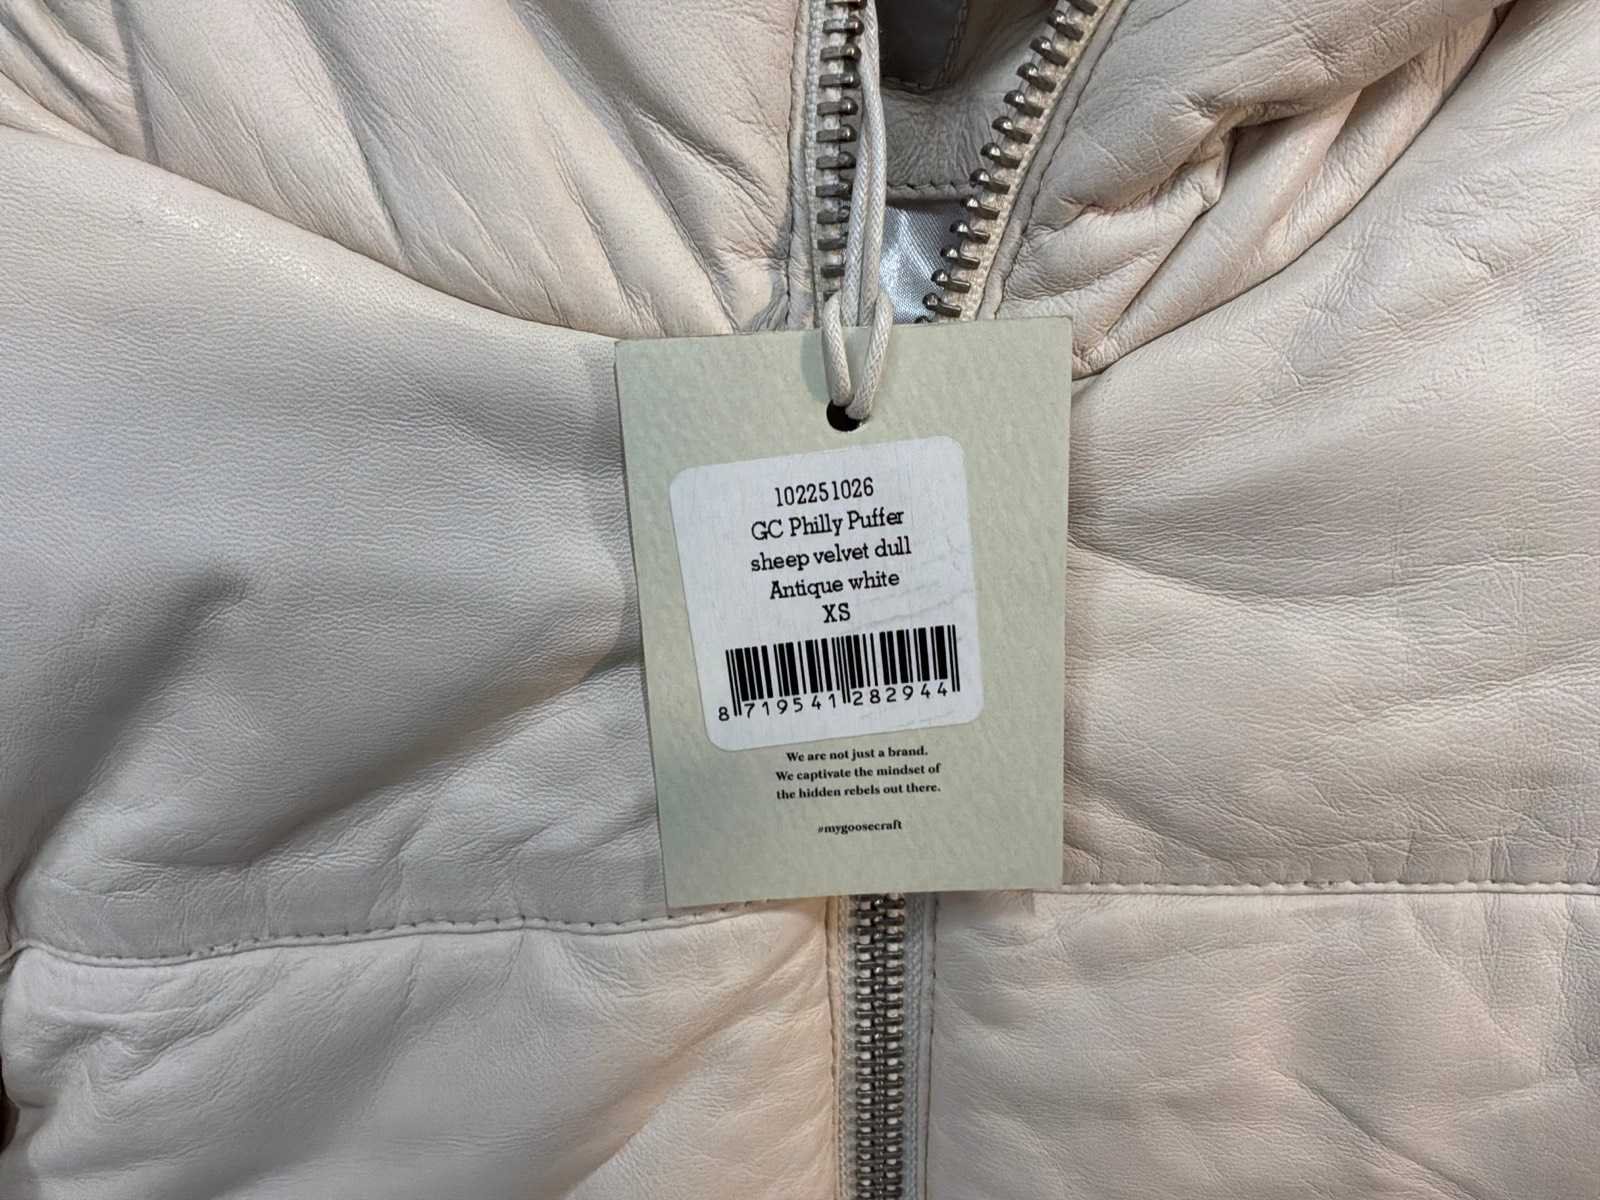 102251026
GC Philly Puffer
sheep velvet dull
Antique white
XS
8 719541 282944
We are not just a brand.
We captivate the mindset of
the hidden rebels out there.
#mygoosecraft